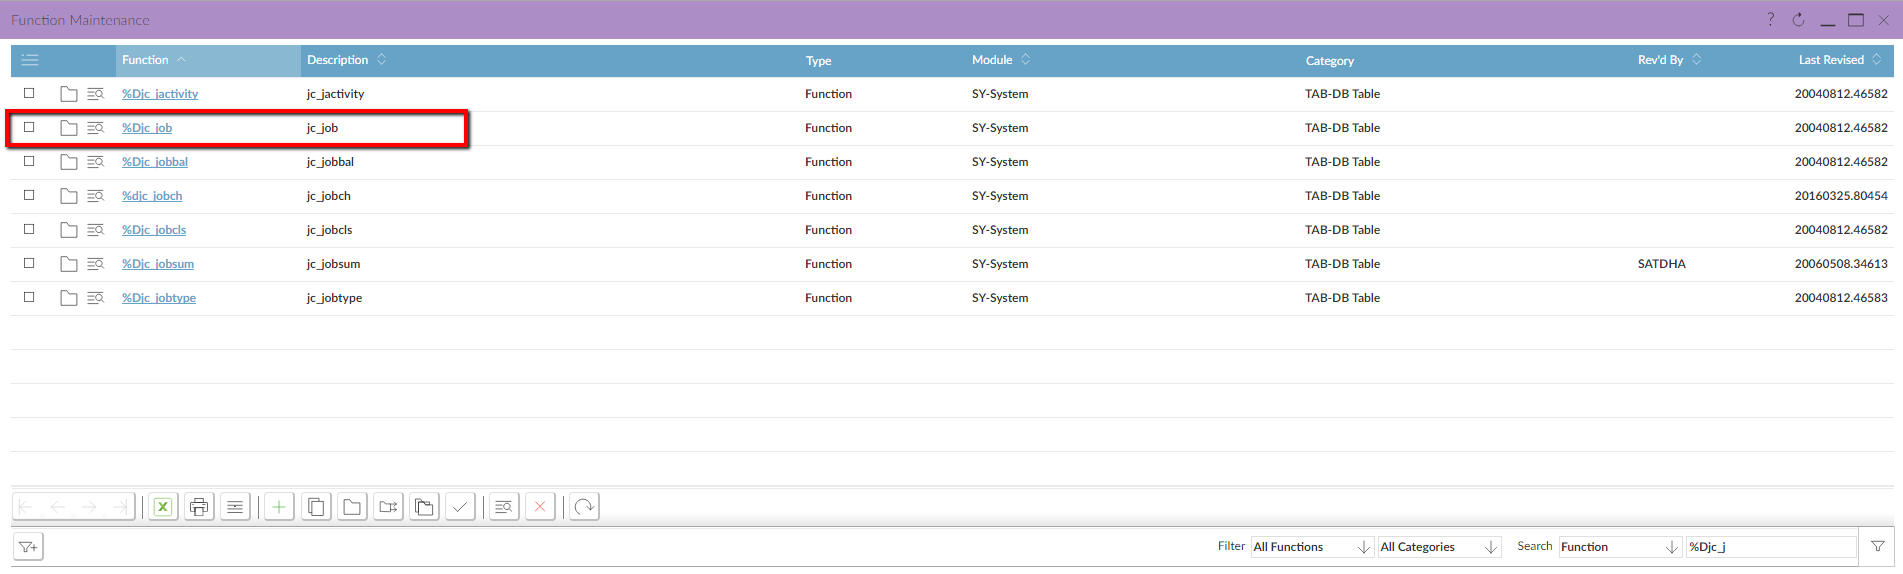 Function Maintenance
Function Description Type Module Category Rev'd By Last Revised
%Djc_jactivity jc_jactivity Function SY-System TAB-DB Table 20040812.46582
%Djc_job jc_job Function SY-System TAB-DB Table 20040812.46582
%Djc_jobbal jc_jobbal Function SY-System TAB-DB Table 20040812.46582
%djc_jobch jc_jobch Function SY-System TAB-DB Table 20160325.80454
%Djc_jobcls jc_jobcls Function SY-System TAB-DB Table 20040812.46582
%Djc_jobsum jc_jobsum Function SY-System TAB-DB Table SATDHA 20060508.34613
%Djc_jobtype jc_jobtype Function SY-System TAB-DB Table 20040812.46583
Filter All Functions All Categories Search Function %Djc_j